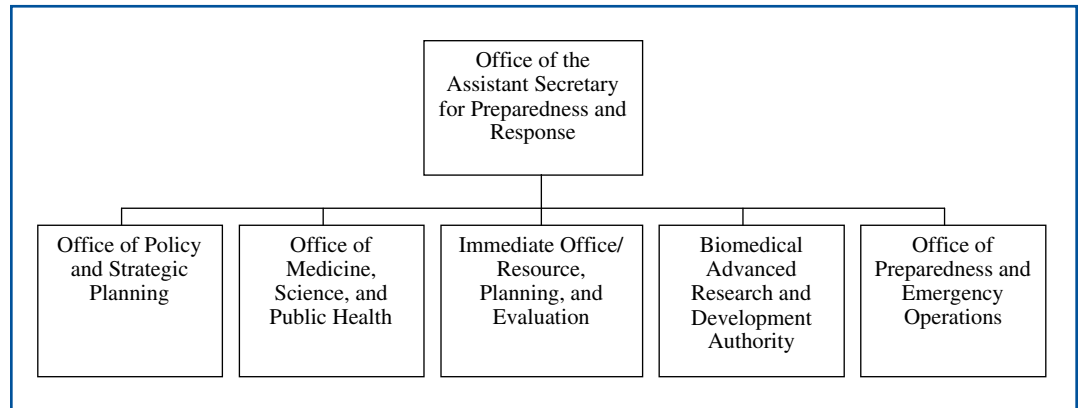 Office of the
Assistant Secretary
for Preparedness and
Response
Office of Policy
and Strategic
Planning
Office of
Medicine,
Science, and
Public Health
Immediate Office/
Resource,
Planning, and
Evaluation
Biomedical
Advanced
Research and
Development
Authority
Office of
Preparedness and
Emergency
Operations